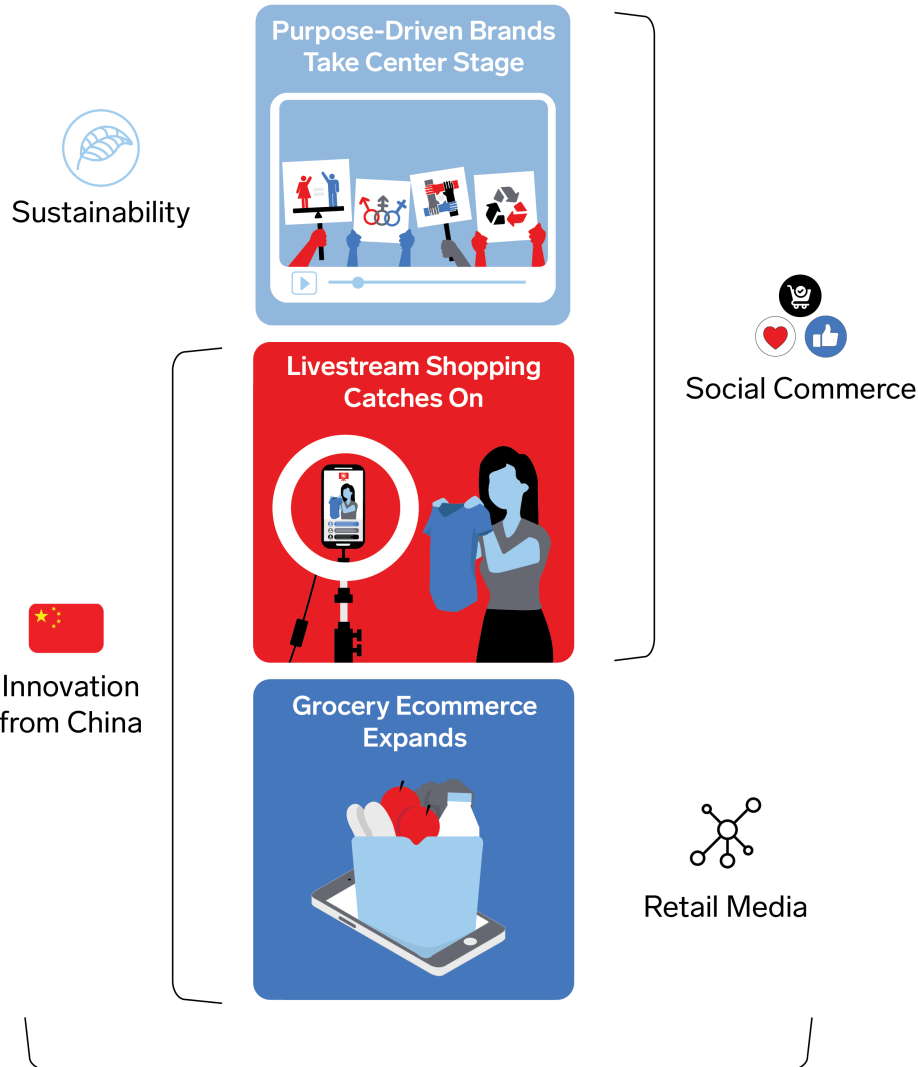 Purpose-Driven Brands
Take Center Stage
Sustainability
Social Commerce
Livestream Shopping
Catches On
Innovation
from China
Grocery Ecommerce
Expands
Retail Media